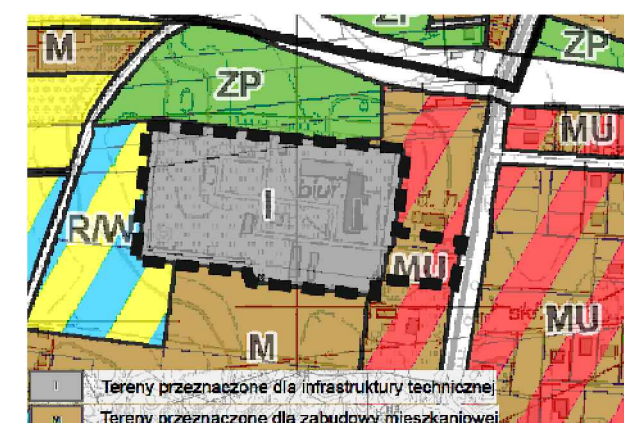 ZP
M
ZP
ZP
MU
biur
I
R/W
MU
MU
M
I Tereny przeznaczone dla infrastruktury technicznej
M Tereny przeznaczone dla zabudowy mieszkaniowej